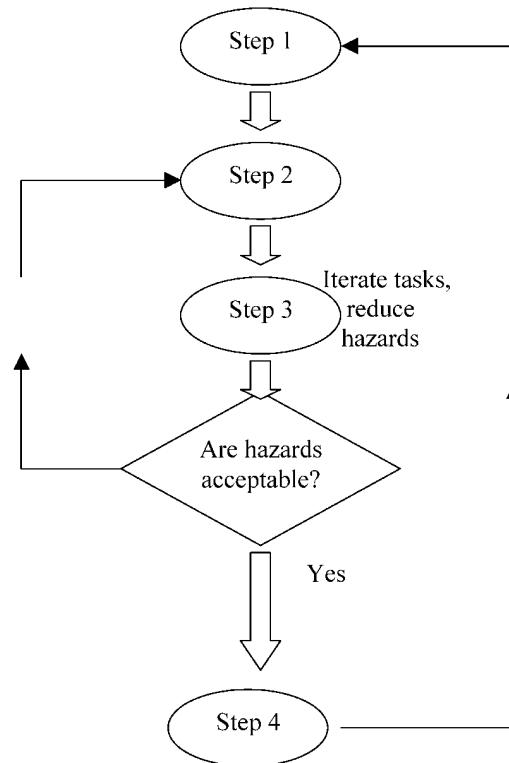 Step 1
Step 2
Step 3
Iterate tasks,
reduce
hazards
Are hazards
acceptable?
Yes
Step 4